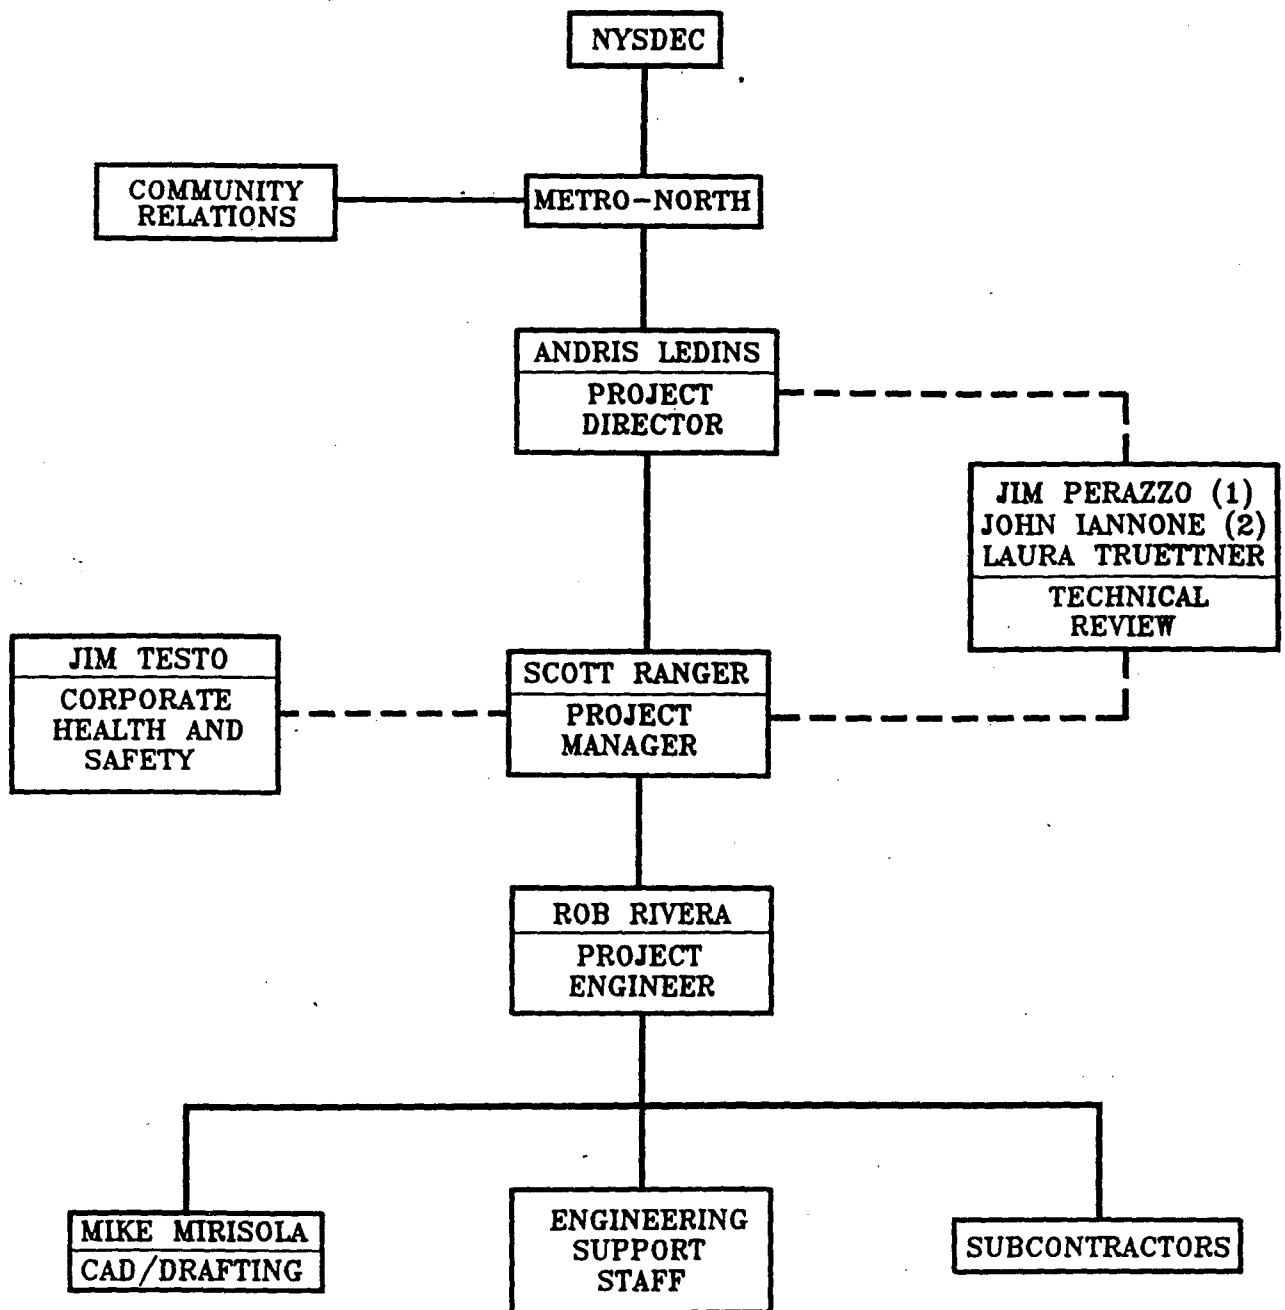 NYSDEC
COMMUNITY
RELATIONS
METRO-NORTH
ANDRIS LEDINS
PROJECT
DIRECTOR
JIM PERAZZO (1)
JOHN IANNONE (2)
LAURA TRUETTNER
TECHNICAL
REVIEW
JIM TESTO
CORPORATE
HEALTH AND
SAFETY
SCOTT RANGER
PROJECT
MANAGER
ROB RIVERA
PROJECT
ENGINEER
MIKE MIRISOLA
CAD/DRAFTING
ENGINEERING
SUPPORT
STAFF
SUBCONTRACTORS